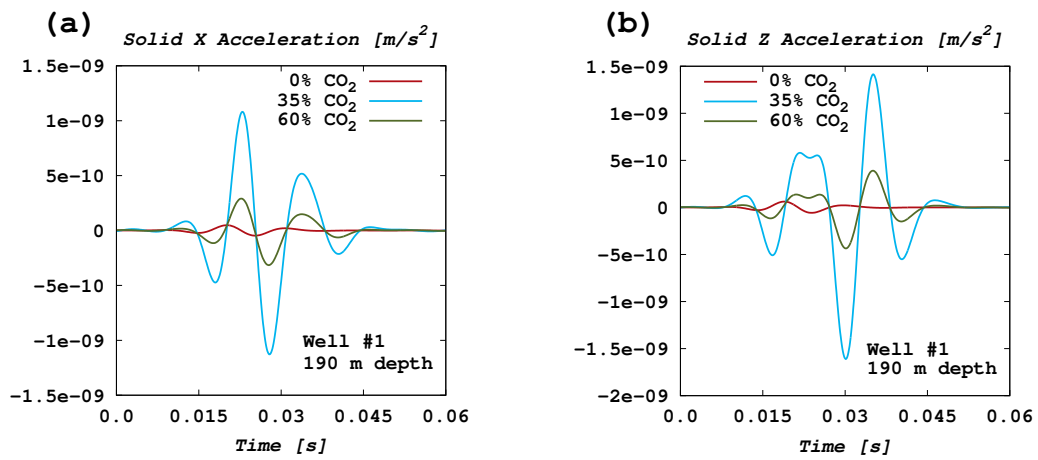 (a)
Solid X Acceleration [m/s²]
1.5e-09
1e-09
5e-10
0
-5e-10
-1e-09
-1.5e-09
0% CO₂
35% CO₂
60% CO₂
Well #1
190 m depth
0.0 0.015 0.03 0.045 0.06
Time [s]
(b)
Solid Z Acceleration [m/s²]
1.5e-09
1e-09
5e-10
0
-5e-10
-1e-09
-1.5e-09
-2e-09
0% CO₂
35% CO₂
60% CO₂
Well #1
190 m depth
0.0 0.015 0.03 0.045 0.06
Time [s]